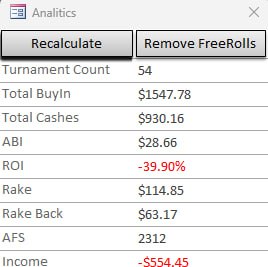 Analitics
Recalculate Remove FreeRolls
Turnament Count 54
Total BuyIn $1547.78
Total Cashes $930.16
ABI $28.66
ROI -39.90%
Rake $114.85
Rake Back $63.17
AFS 2312
Income -$554.45